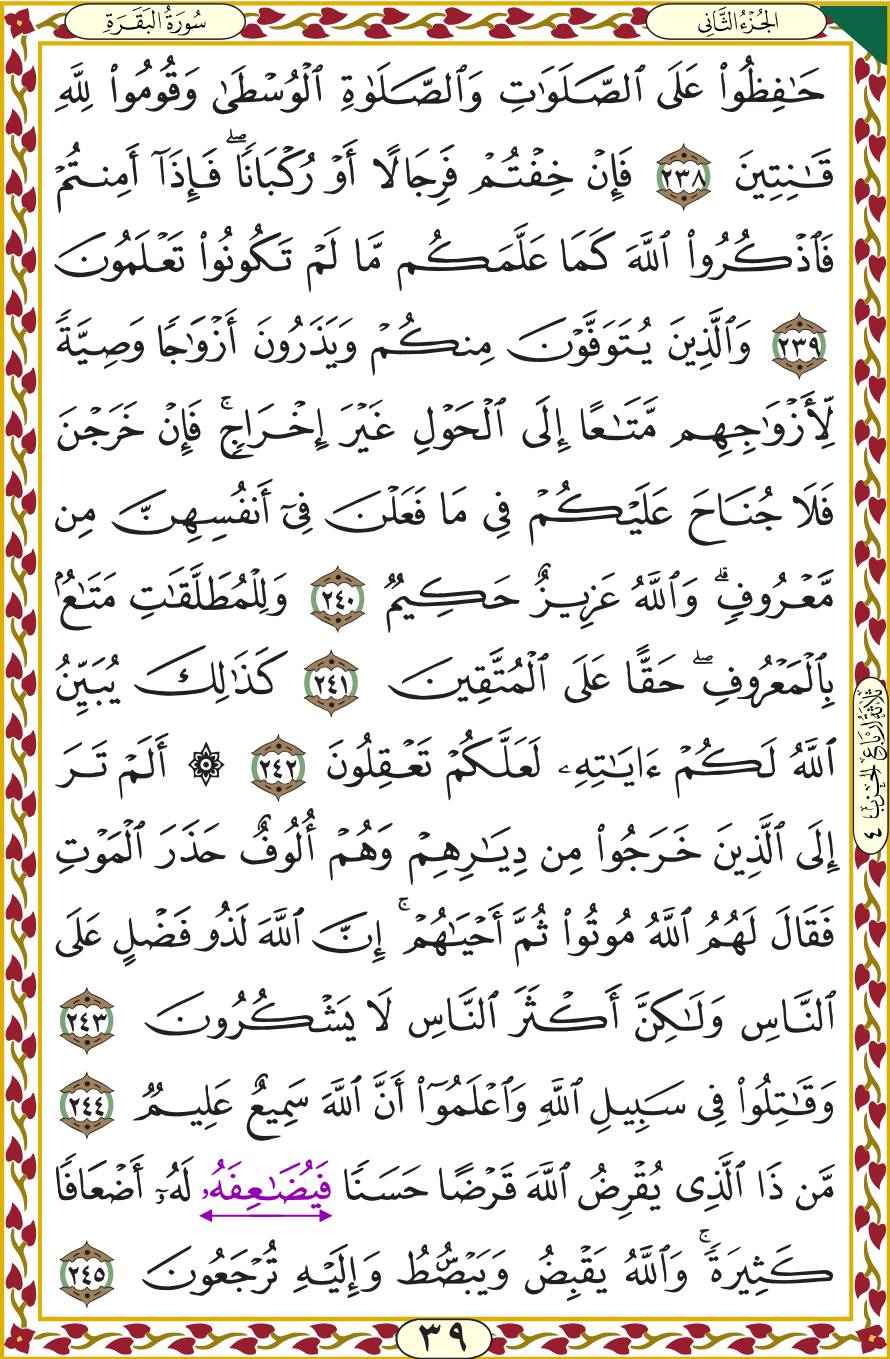 سُورَةُ البَقَرَةِ
الجُزْءُ الثَّانِي
حَـٰفِظُوا۟ عَلَى ٱلصَّلَوَٰتِ وَٱلصَّلَوٰةِ ٱلْوُسْطَىٰ وَقُومُوا۟ لِلَّهِ
قَـٰنِتِينَ ٢٣٨ فَإِنْ خِفْتُمْ فَرِجَالًا أَوْ رُكْبَانًا ۖ فَإِذَآ أَمِنتُمْ
فَٱذْكُرُوا۟ ٱللَّهَ كَمَا عَلَّمَكُم مَّا لَمْ تَكُونُوا۟ تَعْلَمُونَ
٢٣٩ وَٱلَّذِينَ يُتَوَفَّوْنَ مِنكُمْ وَيَذَرُونَ أَزْوَٰجًا وَصِيَّةً
لِّأَزْوَٰجِهِم مَّتَـٰعًا إِلَى ٱلْحَوْلِ غَيْرَ إِخْرَاجٍ ۚ فَإِنْ خَرَجْنَ
فَلَا جُنَاحَ عَلَيْكُمْ فِى مَا فَعَلْنَ فِىٓ أَنفُسِهِنَّ مِن
مَّعْرُوفٍ ۗ وَٱللَّهُ عَزِيزٌ حَكِيمٌ ٢٤٠ وَلِلْمُطَلَّقَـٰتِ مَتَـٰعٌۢ
بِٱلْمَعْرُوفِ ۖ حَقًّا عَلَى ٱلْمُتَّقِينَ ٢٤١ كَذَٰلِكَ يُبَيِّنُ
ٱللَّهُ لَكُمْ ءَايَـٰتِهِۦ لَعَلَّكُمْ تَعْقِلُونَ ٢٤٢ ۞ أَلَمْ تَرَ
إِلَى ٱلَّذِينَ خَرَجُوا۟ مِن دِيَـٰرِهِمْ وَهُمْ أُلُوفٌ حَذَرَ ٱلْمَوْتِ
فَقَالَ لَهُمُ ٱللَّهُ مُوتُوا۟ ثُمَّ أَحْيَـٰهُمْ ۚ إِنَّ ٱللَّهَ لَذُو فَضْلٍ عَلَى
ٱلنَّاسِ وَلَـٰكِنَّ أَكْثَرَ ٱلنَّاسِ لَا يَشْكُرُونَ ٢٤٣
وَقَـٰتِلُوا۟ فِى سَبِيلِ ٱللَّهِ وَٱعْلَمُوٓا۟ أَنَّ ٱللَّهَ سَمِيعٌ عَلِيمٌ ٢٤٤
مَّن ذَا ٱلَّذِى يُقْرِضُ ٱللَّهَ قَرْضًا حَسَنًا فَيُضَـٰعِفَهُۥ لَهُۥٓ أَضْعَافًا
كَثِيرَةً ۚ وَٱللَّهُ يَقْبِضُ وَيَبْصُۜطُ وَإِلَيْهِ تُرْجَعُونَ ٢٤٥
ثَلَاثَةُ أَرْبَاعِ الْحِزْبِ ٤
٣٩